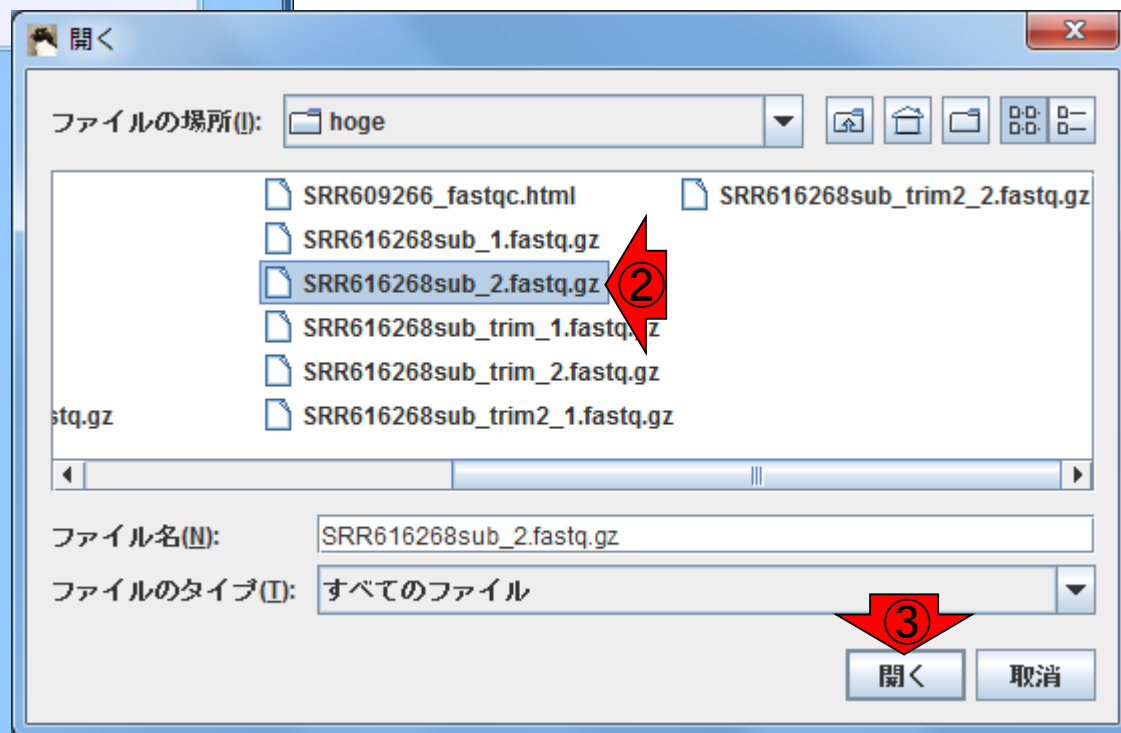 開く
ファイルの場所(I): hoge
SRR609266_fastqc.html SRR616268sub_trim2_2.fastq.gz
SRR616268sub_1.fastq.gz
SRR616268sub_2.fastq.gz ②
SRR616268sub_trim_1.fastq.gz
SRR616268sub_trim_2.fastq.gz
stq.gz SRR616268sub_trim2_1.fastq.gz
ファイル名(N): SRR616268sub_2.fastq.gz
ファイルのタイプ(T): すべてのファイル
③
開く 取消